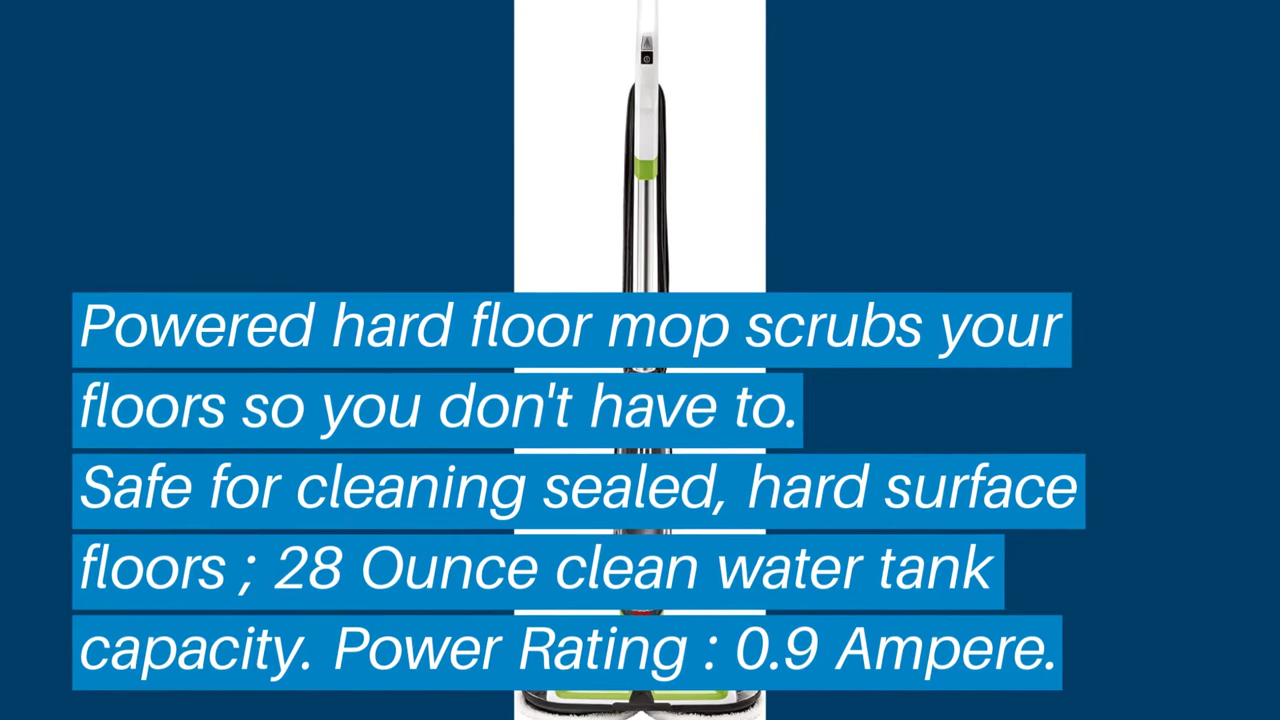 Powered hard floor mop scrubs your
floors so you don't have to.
Safe for cleaning sealed, hard surface
floors ; 28 Ounce clean water tank
capacity. Power Rating : 0.9 Ampere.